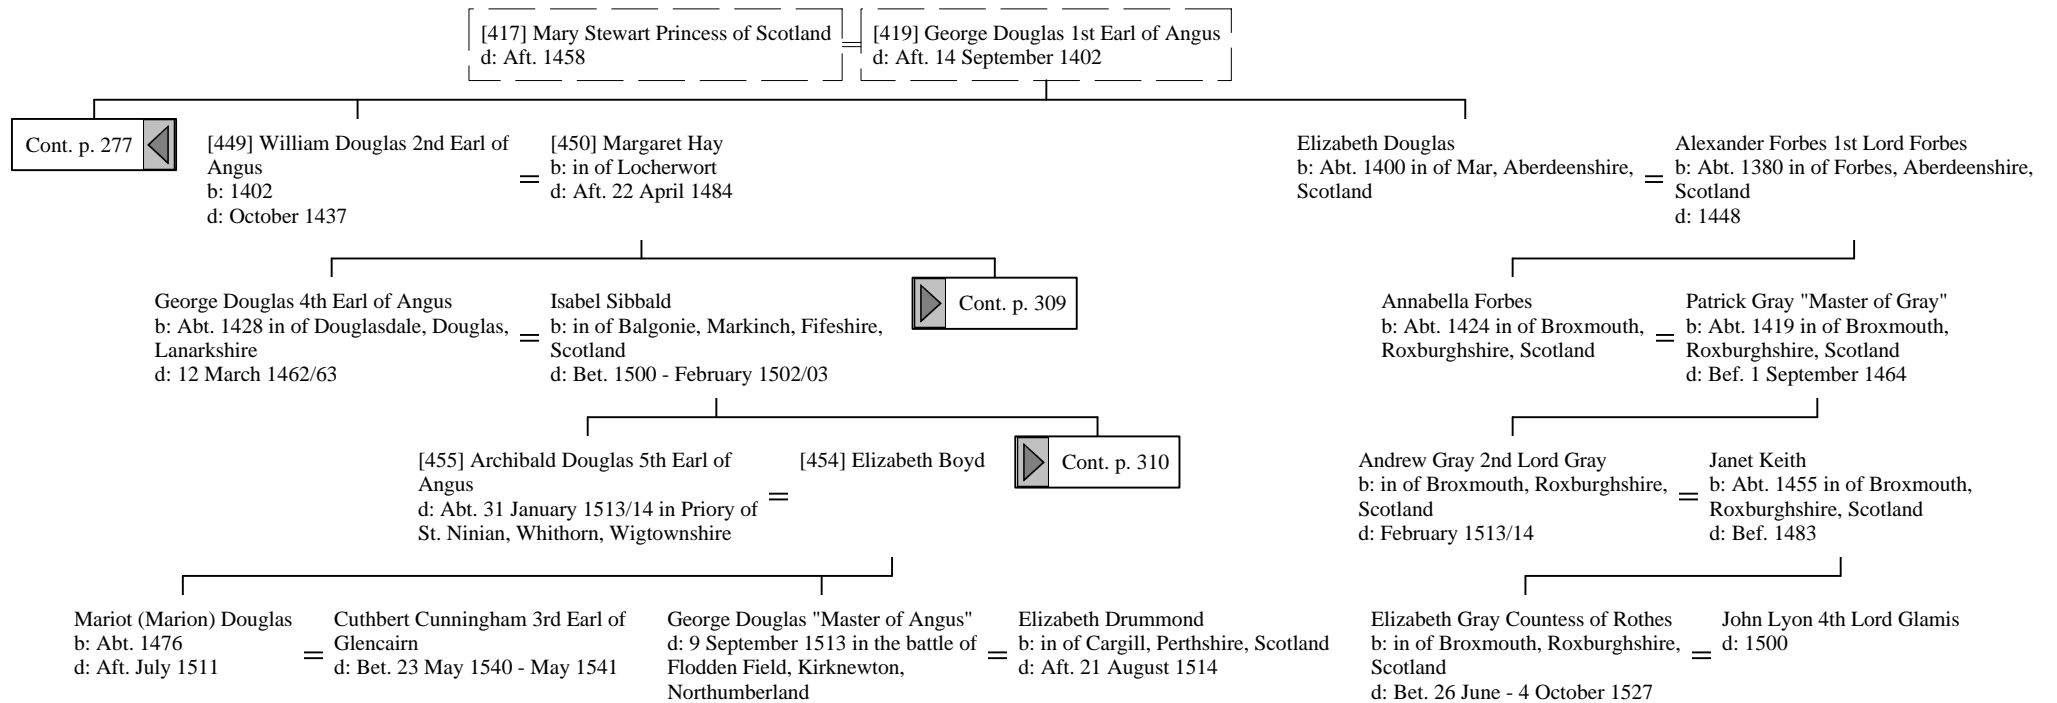 [417] Mary Stewart Princess of Scotland
d: Aft. 1458
=
[419] George Douglas 1st Earl of Angus
d: Aft. 14 September 1402
Cont. p. 277
[449] William Douglas 2nd Earl of
Angus
b: 1402
d: October 1437
=
[450] Margaret Hay
b: in of Locherwort
d: Aft. 22 April 1484
Elizabeth Douglas
b: Abt. 1400 in of Mar, Aberdeenshire,
Scotland
=
Alexander Forbes 1st Lord Forbes
b: Abt. 1380 in of Forbes, Aberdeenshire,
Scotland
d: 1448
George Douglas 4th Earl of Angus
b: Abt. 1428 in of Douglasdale, Douglas,
Lanarkshire
d: 12 March 1462/63
=
Isabel Sibbald
b: in of Balgonie, Markinch, Fifeshire,
Scotland
d: Bet. 1500 - February 1502/03
Cont. p. 309
Annabella Forbes
b: Abt. 1424 in of Broxmouth,
Roxburghshire, Scotland
=
Patrick Gray "Master of Gray"
b: Abt. 1419 in of Broxmouth,
Roxburghshire, Scotland
d: Bef. 1 September 1464
[455] Archibald Douglas 5th Earl of
Angus
d: Abt. 31 January 1513/14 in Priory of
St. Ninian, Whithorn, Wigtownshire
=
[454] Elizabeth Boyd
Cont. p. 310
Andrew Gray 2nd Lord Gray
b: in of Broxmouth, Roxburghshire,
Scotland
d: February 1513/14
=
Janet Keith
b: Abt. 1455 in of Broxmouth,
Roxburghshire, Scotland
d: Bef. 1483
Mariot (Marion) Douglas
b: Abt. 1476
d: Aft. July 1511
=
Cuthbert Cunningham 3rd Earl of
Glencairn
d: Bet. 23 May 1540 - May 1541
George Douglas "Master of Angus"
d: 9 September 1513 in the battle of
Flodden Field, Kirknewton,
Northumberland
=
Elizabeth Drummond
b: in of Cargill, Perthshire, Scotland
d: Aft. 21 August 1514
Elizabeth Gray Countess of Rothes
b: in of Broxmouth, Roxburghshire,
Scotland
d: Bet. 26 June - 4 October 1527
=
John Lyon 4th Lord Glamis
d: 1500